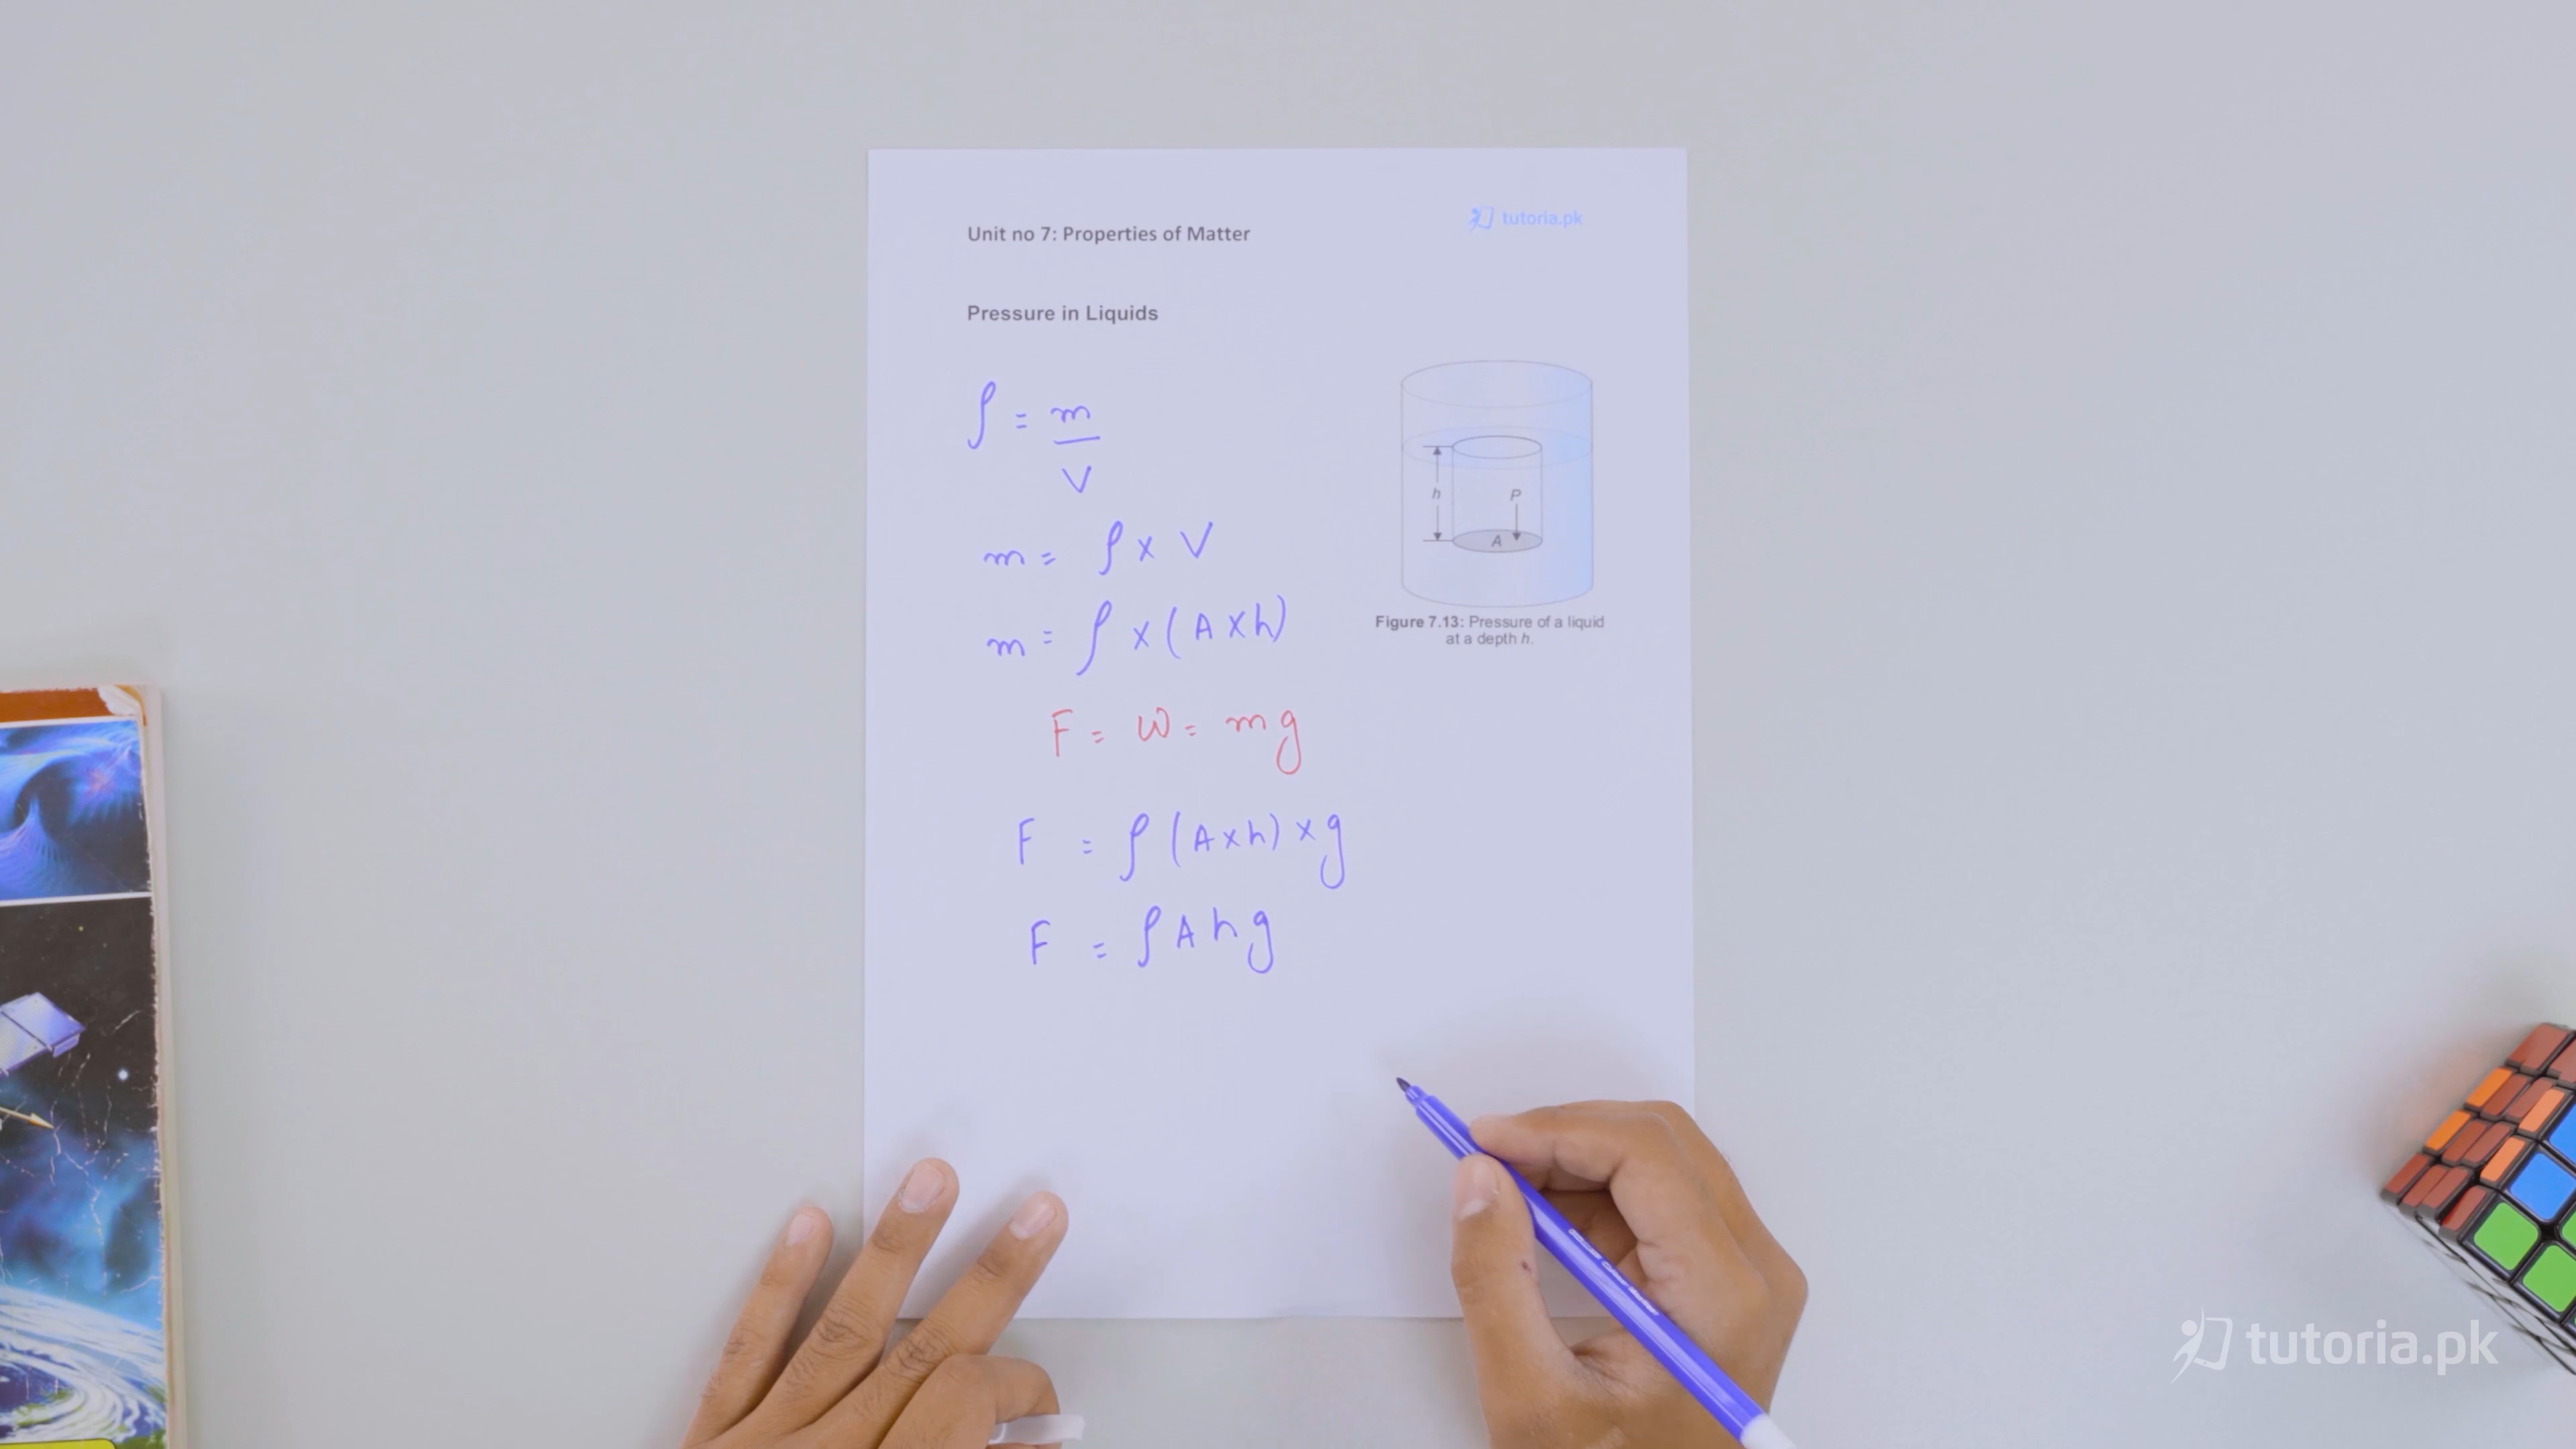 Unit no 7: Properties of Matter
tutoria.pk
Pressure in Liquids
ρ = m
V
m = ρ x V
m = ρ x (A x h)
h
P
A
Figure 7.13: Pressure of a liquid
at a depth h.
F = w = mg
F = ρ (A x h) x g
F = ρ A h g
tutoria.pk